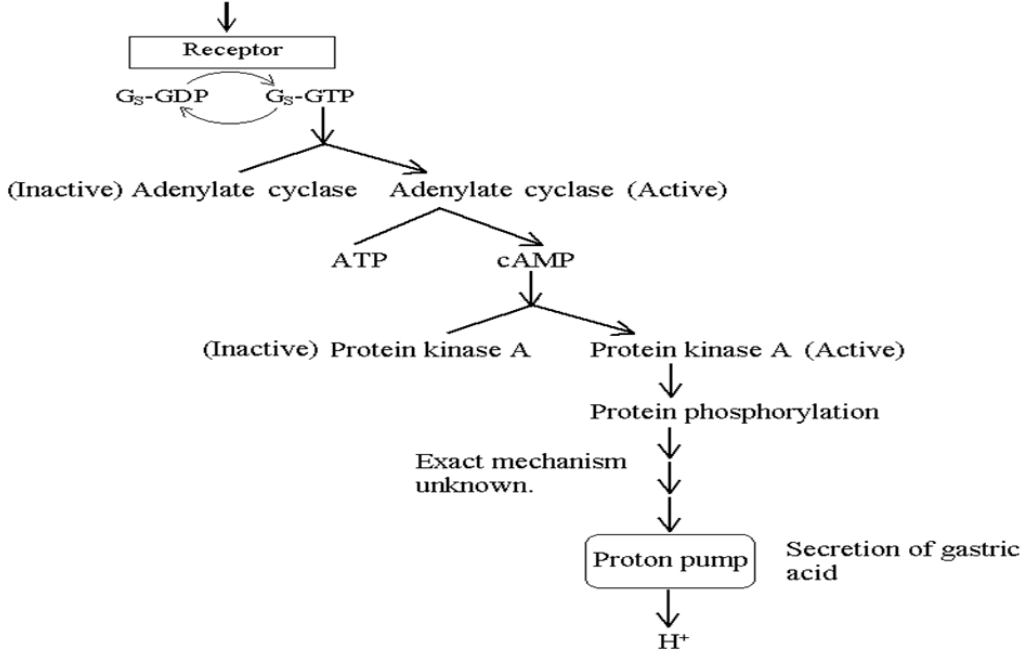 Receptor
Gs-GDP Gs-GTP
(Inactive) Adenylate cyclase Adenylate cyclase (Active)
ATP cAMP
(Inactive) Protein kinase A Protein kinase A (Active)
Protein phosphorylation
Exact mechanism
unknown.
Proton pump
Secretion of gastric
acid
H⁺